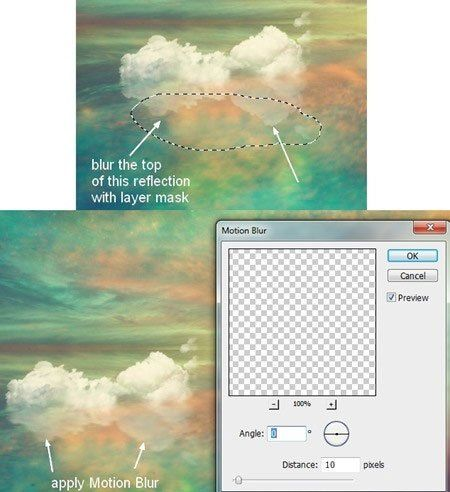 blur the top
of this reflection
with layer mask
Motion Blur
OK
Cancel
Preview
100%
Angle: 0 °
Distance: 10 pixels
apply Motion Blur